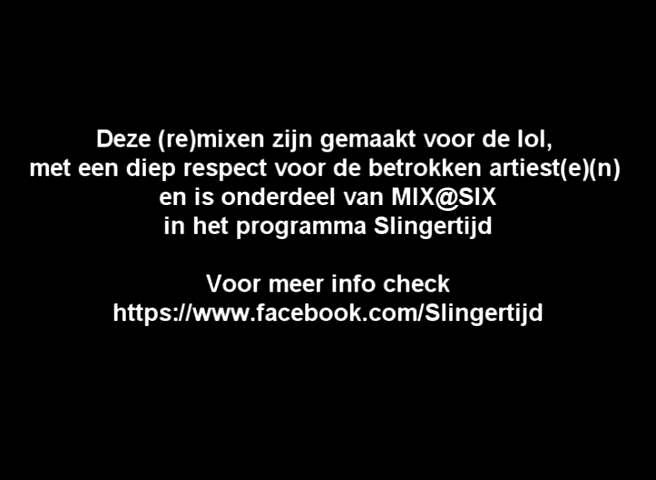 Deze (re)mixen zijn gemaakt voor de lol,
met een diep respect voor de betrokken artiest(e)(n)
en is onderdeel van MIX@SIX
in het programma Slingertijd
Voor meer info check
https://www.facebook.com/Slingertijd